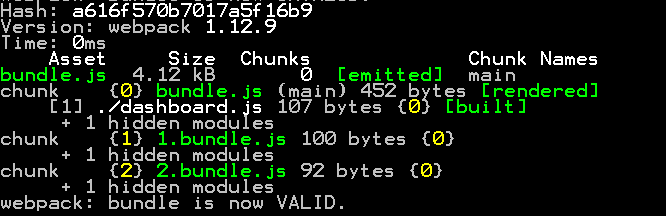 Hash: a616f570b7017a5f16b9
Version: webpack 1.12.9
Time: 0ms
    Asset     Size  Chunks             Chunk Names
bundle.js  4.12 kB       0  [emitted]  main
chunk    {0} bundle.js (main) 452 bytes [rendered]
    [1] ./dashboard.js 107 bytes {0} [built]
     + 1 hidden modules
chunk    {1} 1.bundle.js 100 bytes {0}
     + 1 hidden modules
chunk    {2} 2.bundle.js 92 bytes {0}
     + 1 hidden modules
webpack: bundle is now VALID.